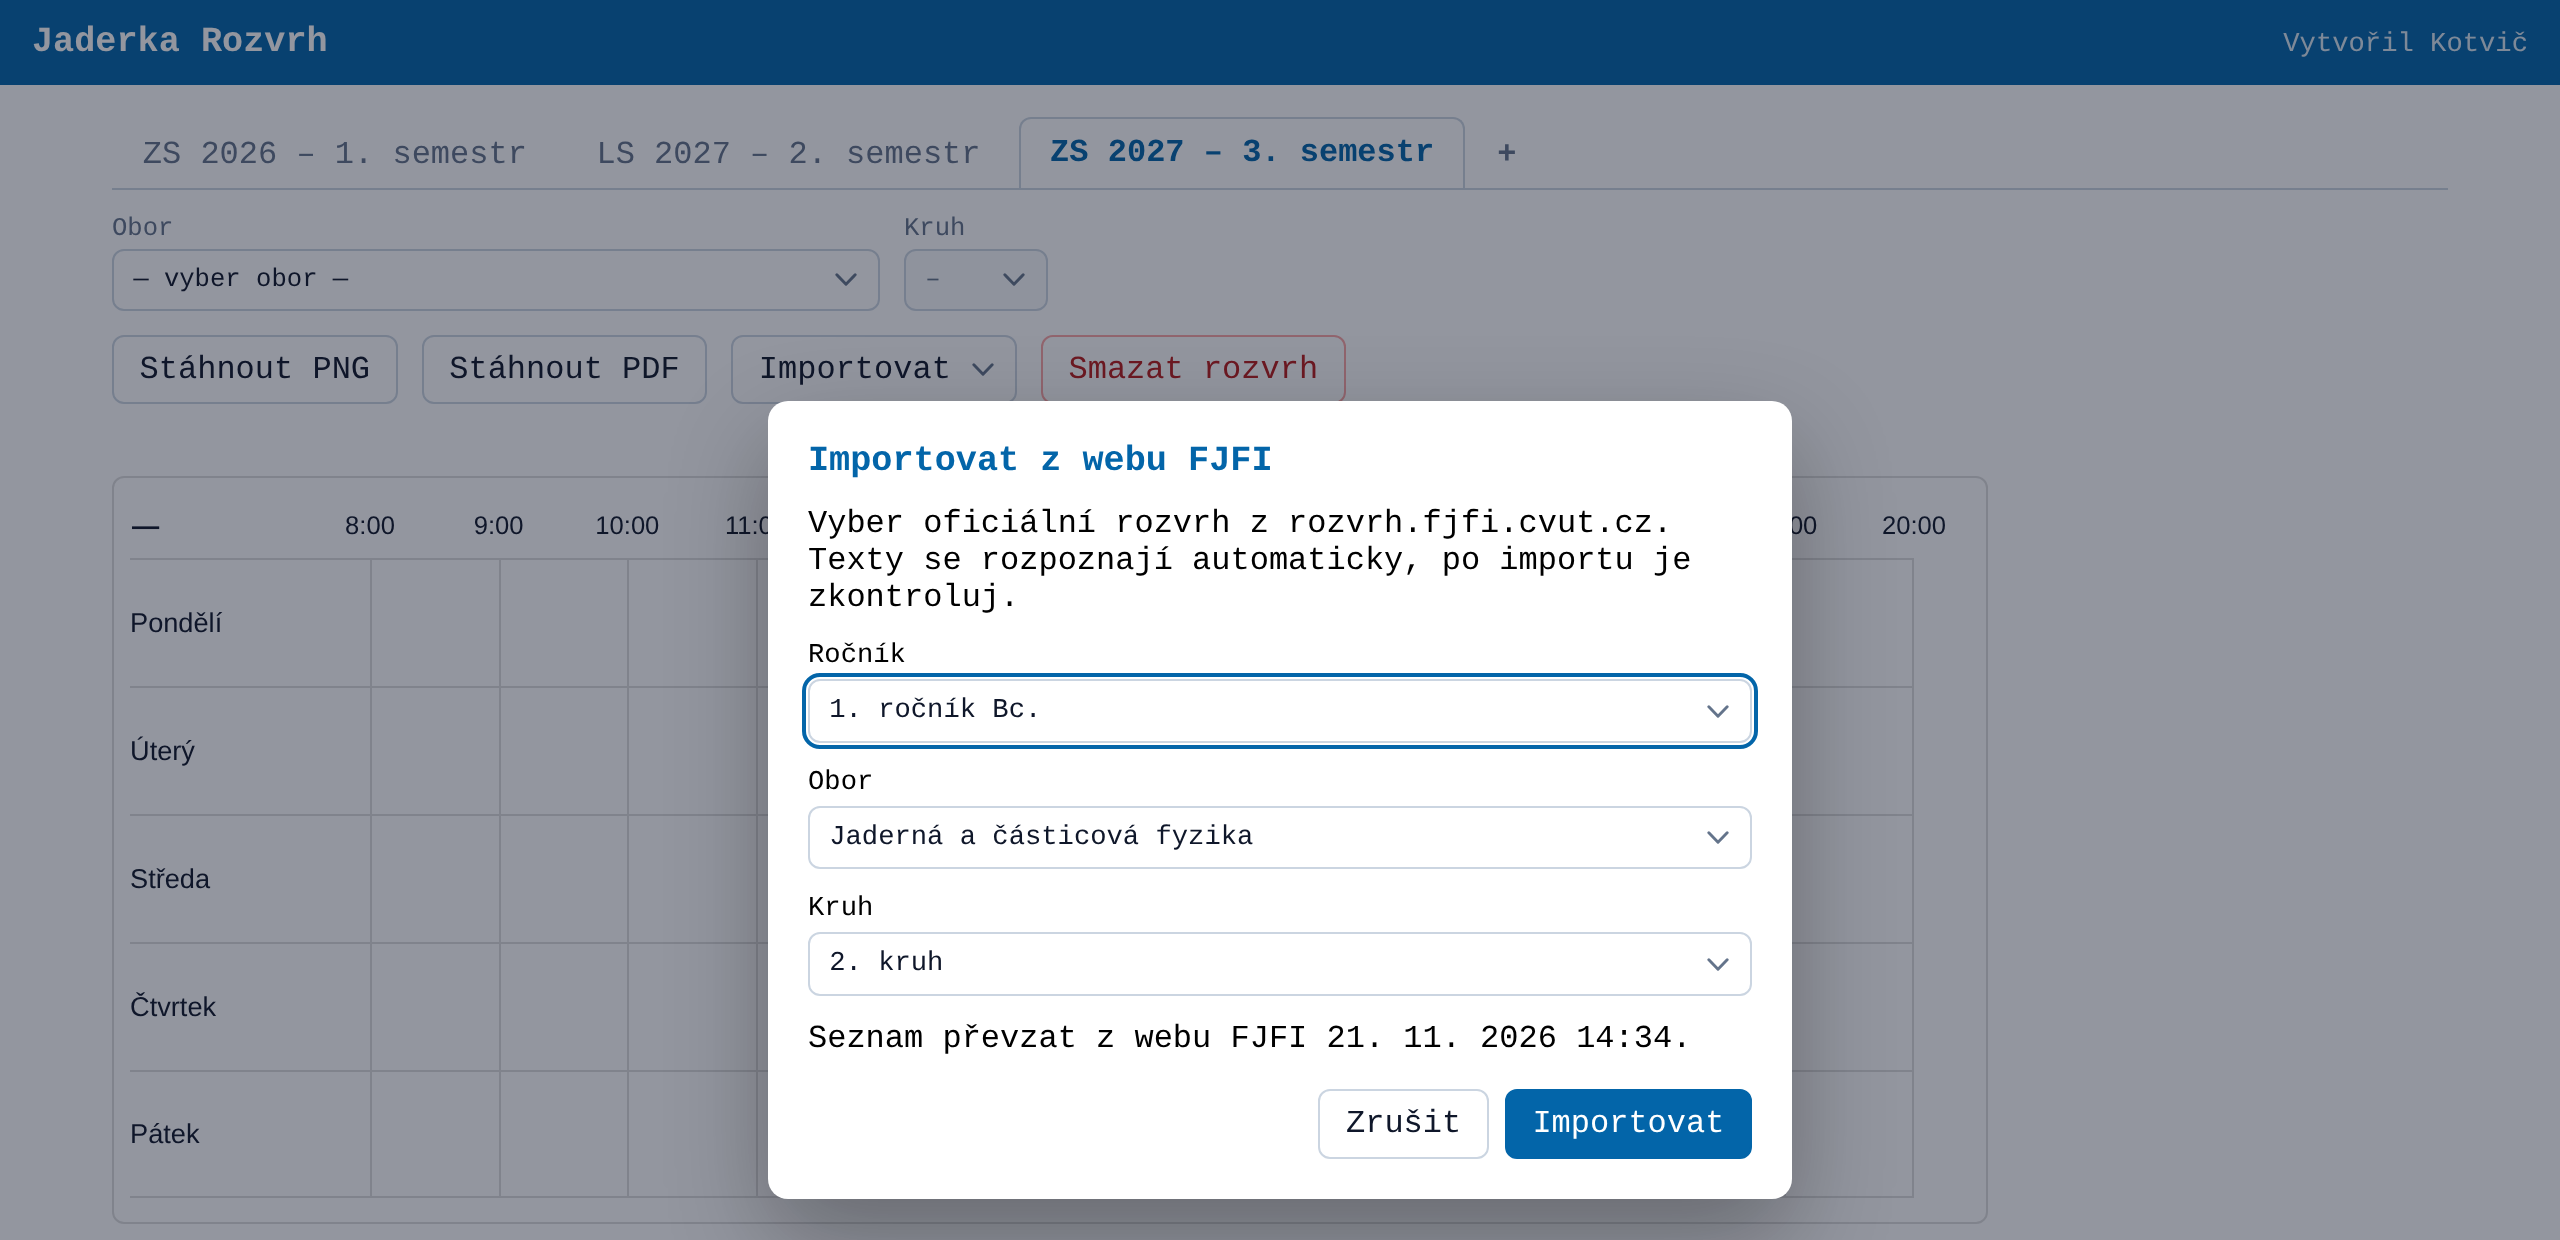 Jaderka Rozvrh
Vytvořil Kotvič
ZS 2026 – 1. semestr
LS 2027 – 2. semestr
ZS 2027 – 3. semestr
+
Obor
Kruh
— vyber obor —
–
Stáhnout PNG
Stáhnout PDF
Importovat
Smazat rozvrh
— 8:00 9:00 10:00 11:0
00 20:00
Pondělí
Úterý
Středa
Čtvrtek
Pátek
Importovat z webu FJFI
Vyber oficiální rozvrh z rozvrh.fjfi.cvut.cz.
Texty se rozpoznají automaticky, po importu je
zkontroluj.
Ročník
1. ročník Bc.
Obor
Jaderná a částicová fyzika
Kruh
2. kruh
Seznam převzat z webu FJFI 21. 11. 2026 14:34.
Zrušit
Importovat